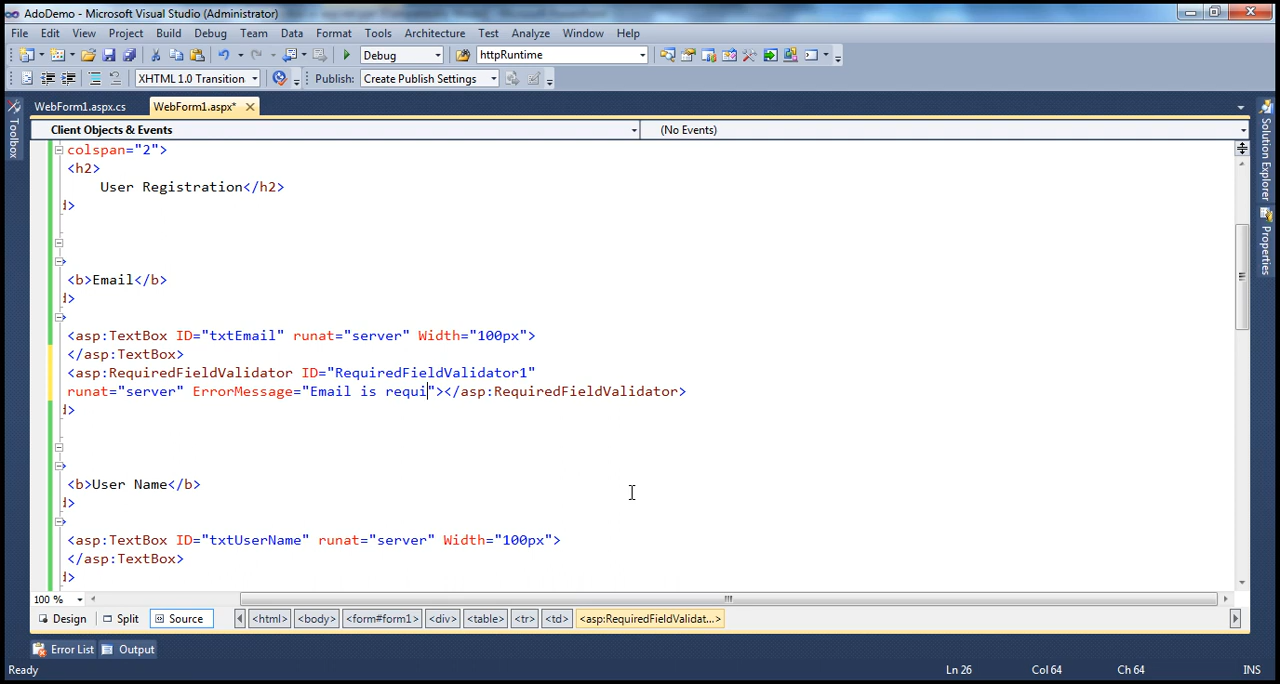 AdoDemo - Microsoft Visual Studio (Administrator)
File Edit View Project Build Debug Team Data Format Tools Architecture Test Analyze Window Help
Debug httpRuntime
XHTML 1.0 Transition Publish: Create Publish Settings
WebForm1.aspx.cs WebForm1.aspx*
Client Objects & Events (No Events)
Toolbox
Solution Explorer
Properties
colspan="2">
<h2>
User Registration</h2>
d>
>
<b>Email</b>
d>
>
<asp:TextBox ID="txtEmail" runat="server" Width="100px">
</asp:TextBox>
<asp:RequiredFieldValidator ID="RequiredFieldValidator1"
runat="server" ErrorMessage="Email is requi"></asp:RequiredFieldValidator>
d>
>
<b>User Name</b>
d>
>
<asp:TextBox ID="txtUserName" runat="server" Width="100px">
</asp:TextBox>
d>
100 %
Design Split Source <html> <body> <form#form1> <div> <table> <tr> <td> <asp:RequiredFieldValidat...>
Error List Output
Ready Ln 26 Col 64 Ch 64 INS